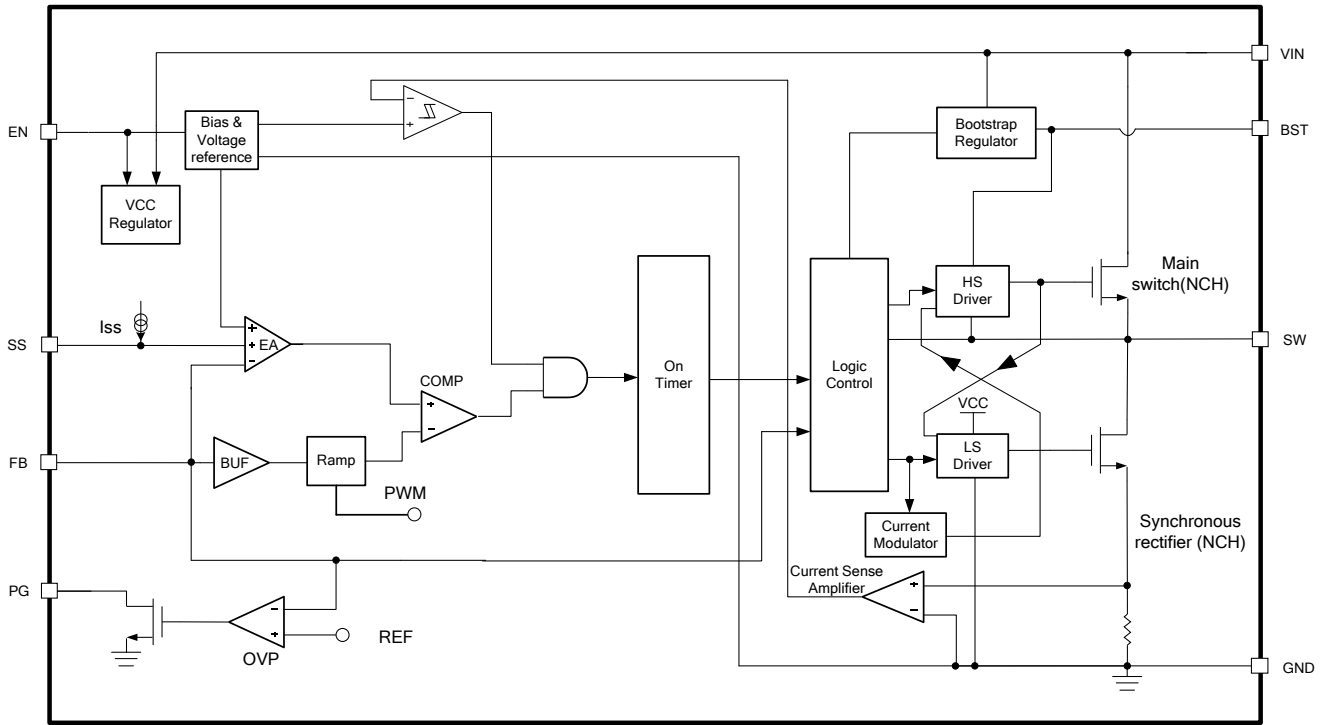 VIN
EN
Bias &
Voltage
reference
−
+
Bootstrap
Regulator
BST
VCC
Regulator
Main
switch(NCH)
HS
Driver
Iss
SS
+
+
−
EA
On
Timer
Logic
Control
SW
COMP
+
−
VCC
FB
BUF
Ramp
LS
Driver
PWM
Current
Modulator
Synchronous
rectifier (NCH)
Current Sense
Amplifier
+
−
PG
−
+
REF
OVP
GND